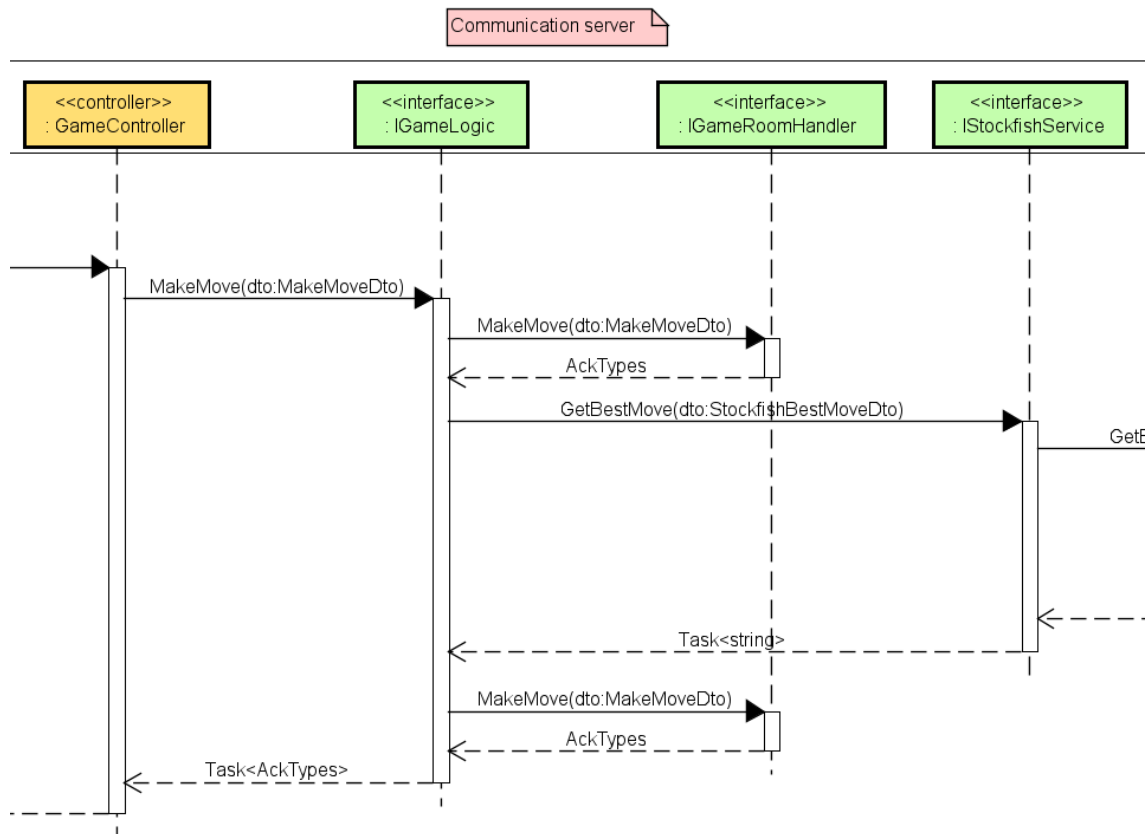 Communication server
<<controller>>
: GameController
<<interface>>
: IGameLogic
<<interface>>
: IGameRoomHandler
<<interface>>
: IStockfishService
MakeMove(dto:MakeMoveDto)
MakeMove(dto:MakeMoveDto)
AckTypes
GetBestMove(dto:StockfishBestMoveDto)
Task<string>
MakeMove(dto:MakeMoveDto)
AckTypes
Task<AckTypes>